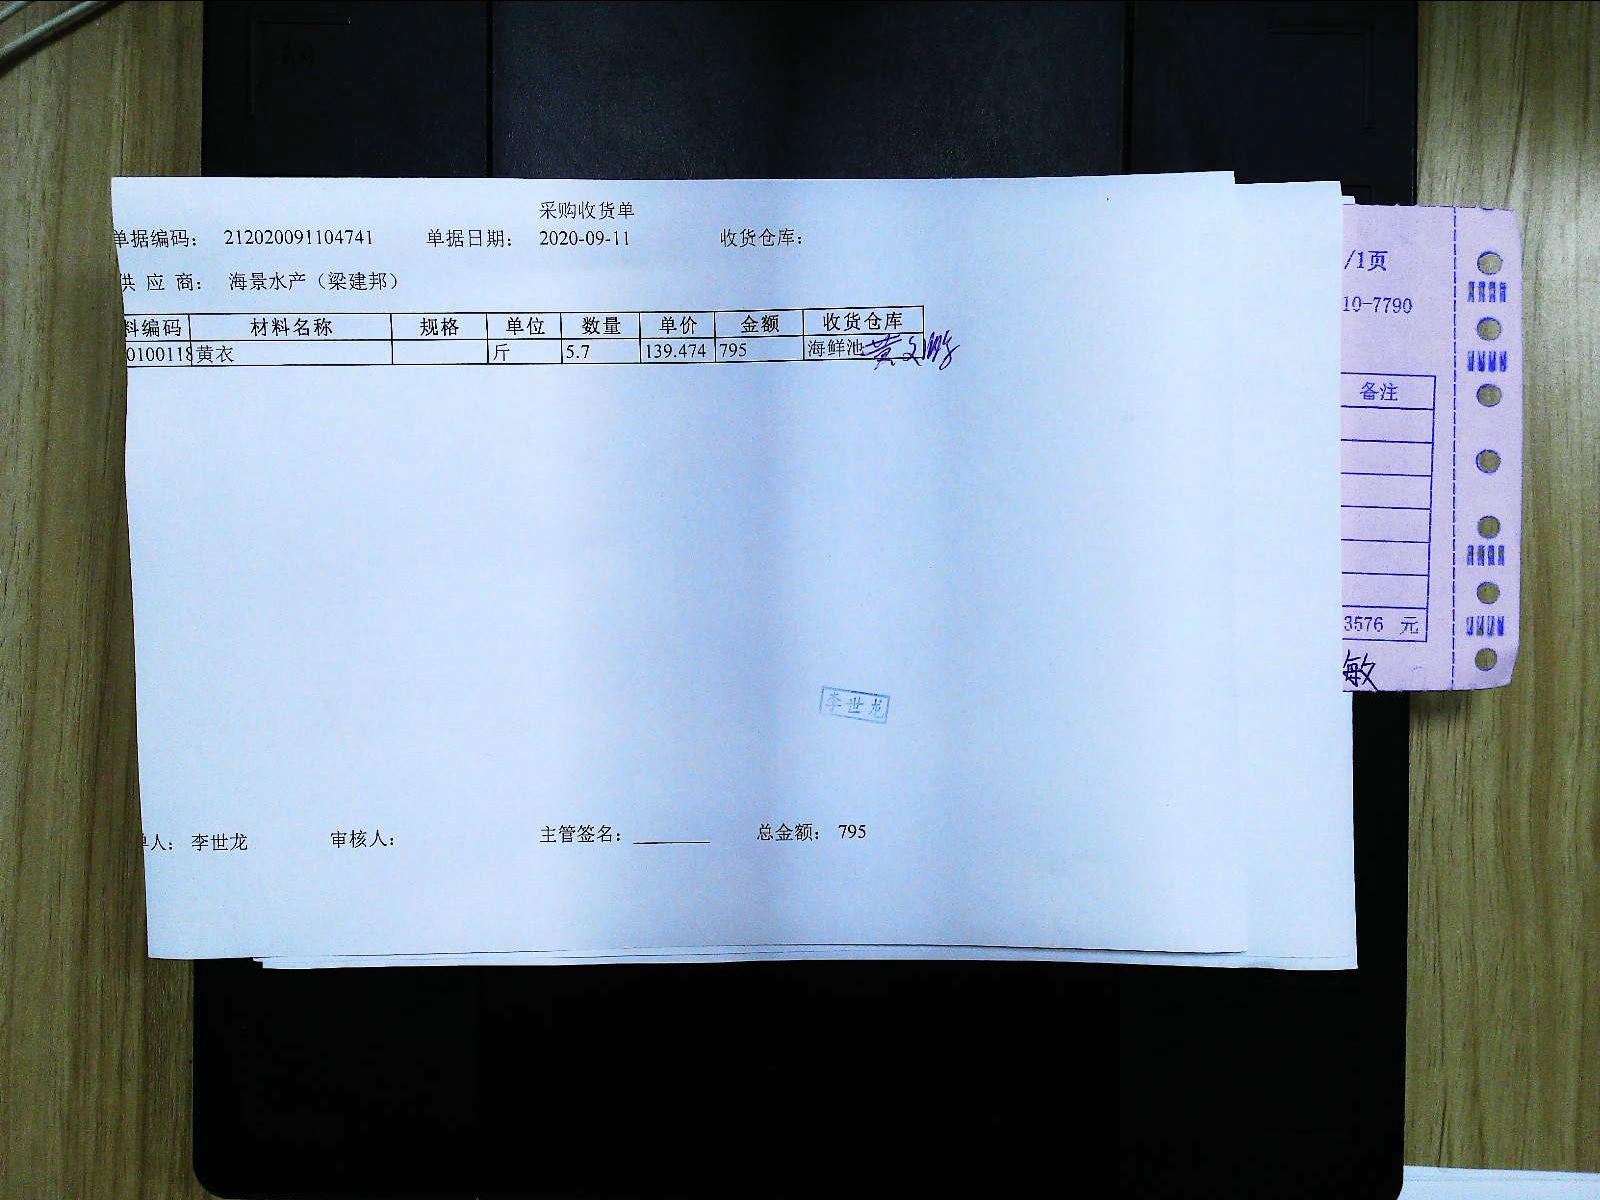 采购收货单
单据编码： 212020091104741 单据日期： 2020-09-11 收货仓库：
供 应 商： 海景水产（梁建邦）
料编码 材料名称 规格 单位 数量 单价 金额 收货仓库
0100118 黄衣 斤 5.7 139.474 795 海鲜池 黄文
李世龙
单人： 李世龙 审核人： 主管签名： 总金额： 795
/1页
10-7790
备注
3576 元
敏